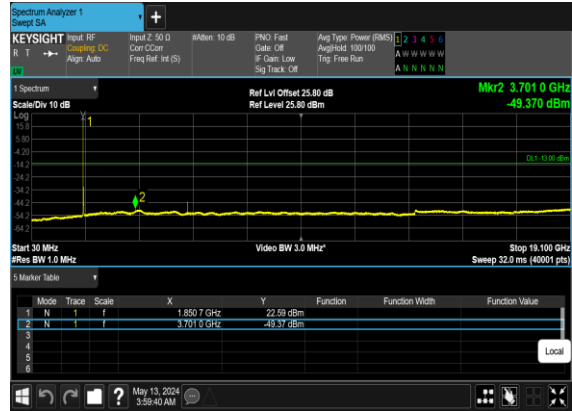 Spectrum Analyzer 1
Swept SA
+
KEYSIGHT Input: RF Input Z: 50 Ω #Atten: 10 dB PNO: Fast Avg Type: Power (RMS) 1 2 3 4 5 6
R T Coupling: DC Corr CCorr Gate: Off Avg|Hold: 100/100 A W W W W W
Align: Auto Freq Ref: Int (S) IF Gain: Low Trig: Free Run
Sig Track: Off A N N N N N
1 Spectrum Ref Lvl Offset 25.80 dB Mkr2 3.701 0 GHz
Scale/Div 10 dB Ref Level 25.80 dBm -49.370 dBm
Log
15.8
1
5.80
-4.20
DL1 -13.00 dBm
-14.2
-24.2
-34.2
-44.2
2
-54.2
-64.2
Start 30 MHz Video BW 3.0 MHz* Stop 19.100 GHz
#Res BW 1.0 MHz Sweep 32.0 ms (40001 pts)
5 Marker Table
Mode Trace Scale X Y Function Function Width Function Value
1 N 1 f 1.850 7 GHz 22.59 dBm
2 N 1 f 3.701 0 GHz -49.37 dBm
3
4
5
6
Local
? May 13, 2024
3:59:40 AM